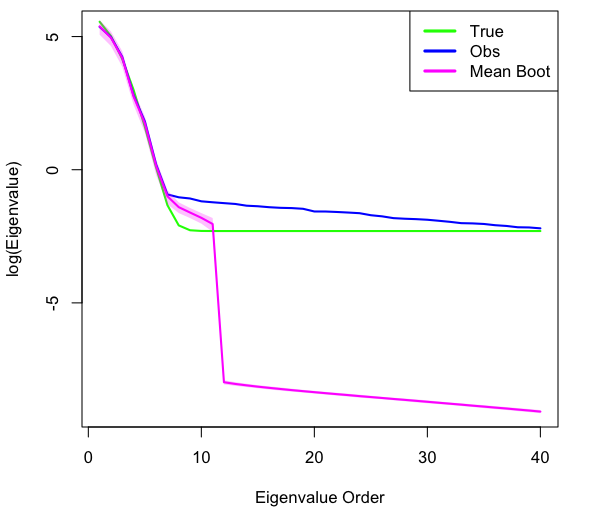 True
Obs
Mean Boot
5
0
-5
log(Eigenvalue)
0 10 20 30 40
Eigenvalue Order